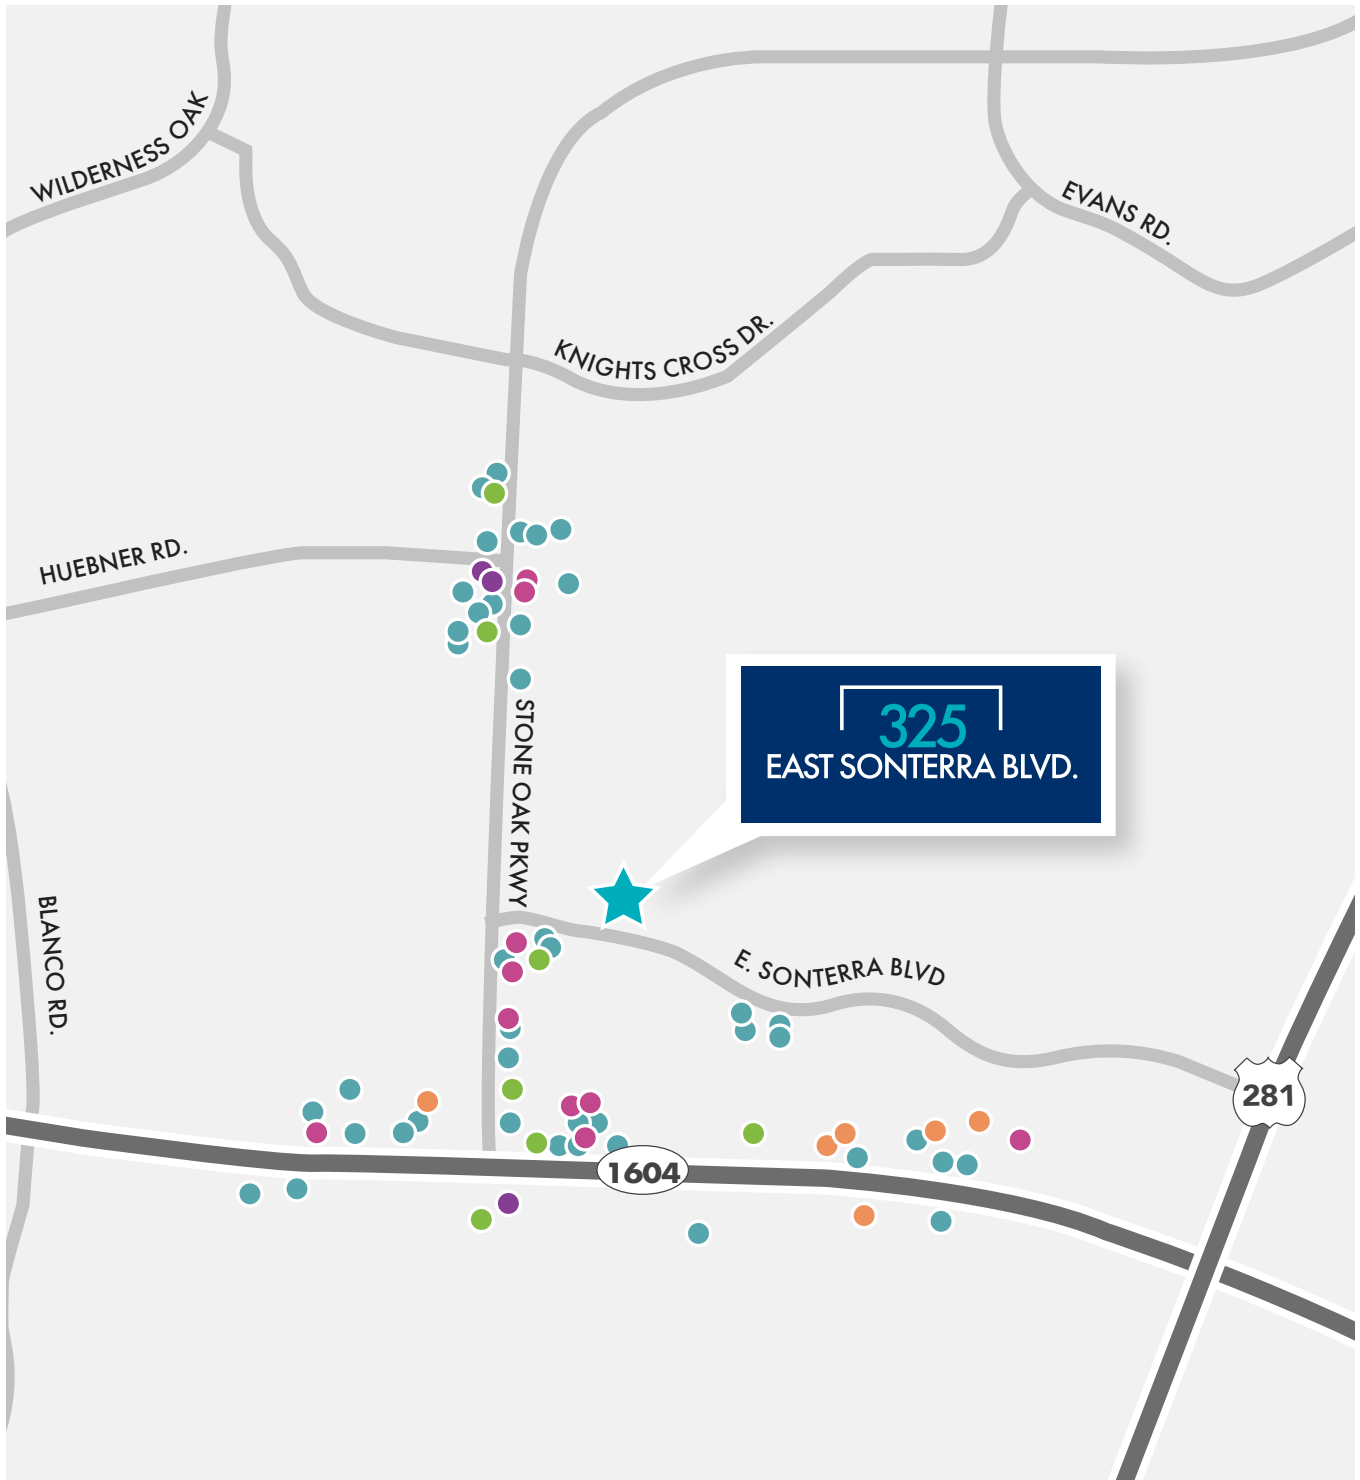 WILDERNESS OAK
EVANS RD.
KNIGHTS CROSS DR.
HUEBNER RD.
STONE OAK PKWY
325
EAST SONTERRA BLVD.
BLANCO RD.
E. SONTERRA BLVD
281
1604